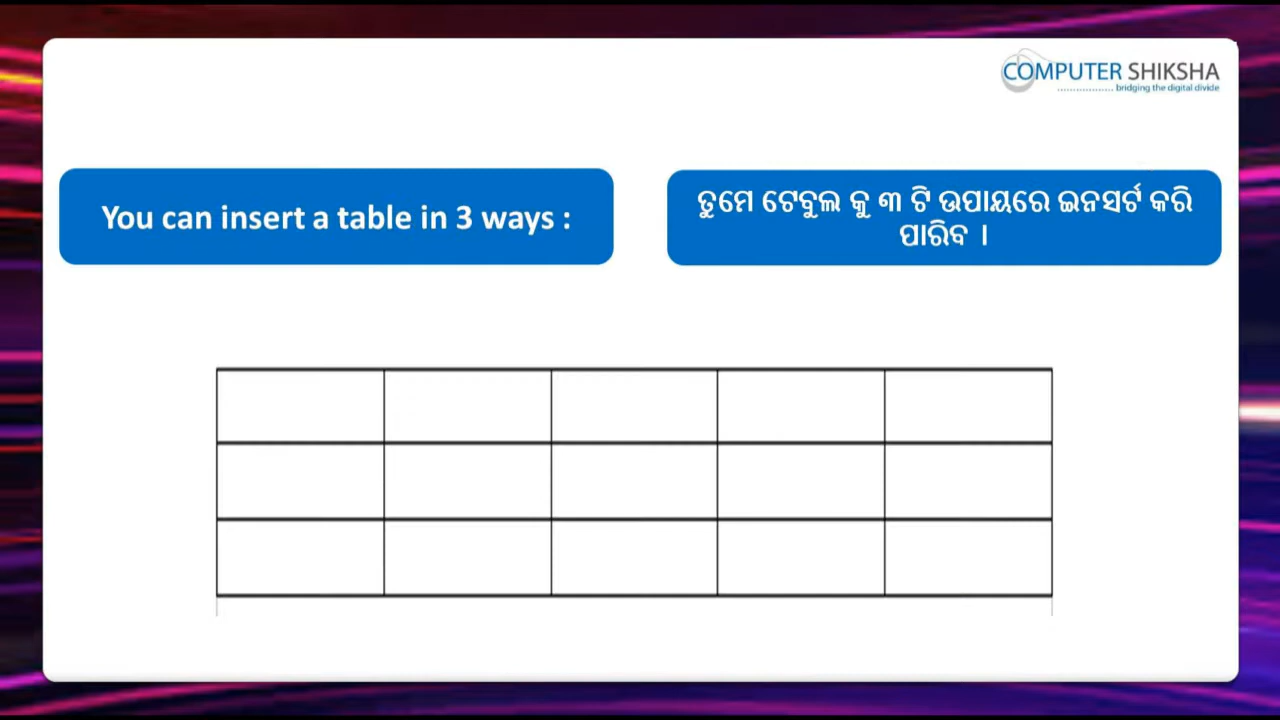 COMPUTER SHIKSHA
bridging the digital divide
You can insert a table in 3 ways :
ତୁମେ ଟେବୁଲ କୁ ୩ ଟି ଉପାୟରେ ଇନସର୍ଟ କରି
ପାରିବ ।